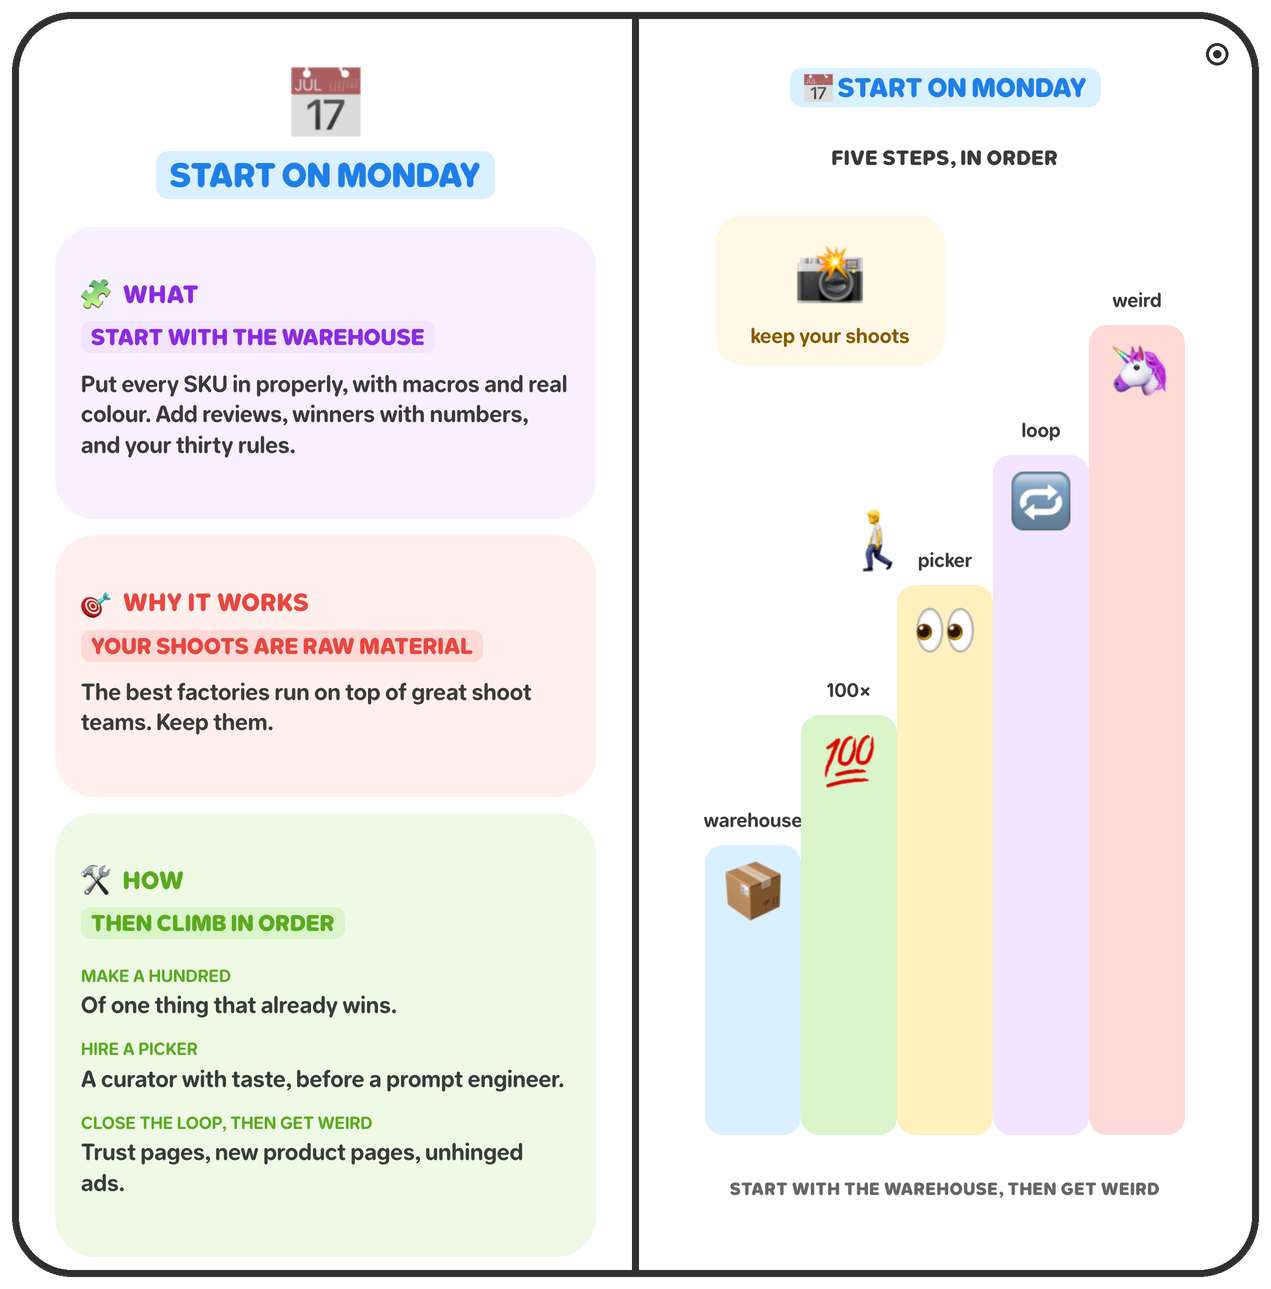 JUL
17
START ON MONDAY
WHAT
START WITH THE WAREHOUSE
Put every SKU in properly, with macros and real
colour. Add reviews, winners with numbers,
and your thirty rules.
WHY IT WORKS
YOUR SHOOTS ARE RAW MATERIAL
The best factories run on top of great shoot
teams. Keep them.
HOW
THEN CLIMB IN ORDER
MAKE A HUNDRED
Of one thing that already wins.
HIRE A PICKER
A curator with taste, before a prompt engineer.
CLOSE THE LOOP, THEN GET WEIRD
Trust pages, new product pages, unhinged
ads.
JUL
17
START ON MONDAY
FIVE STEPS, IN ORDER
keep your shoots
weird
loop
picker
100×
100
warehouse
START WITH THE WAREHOUSE, THEN GET WEIRD